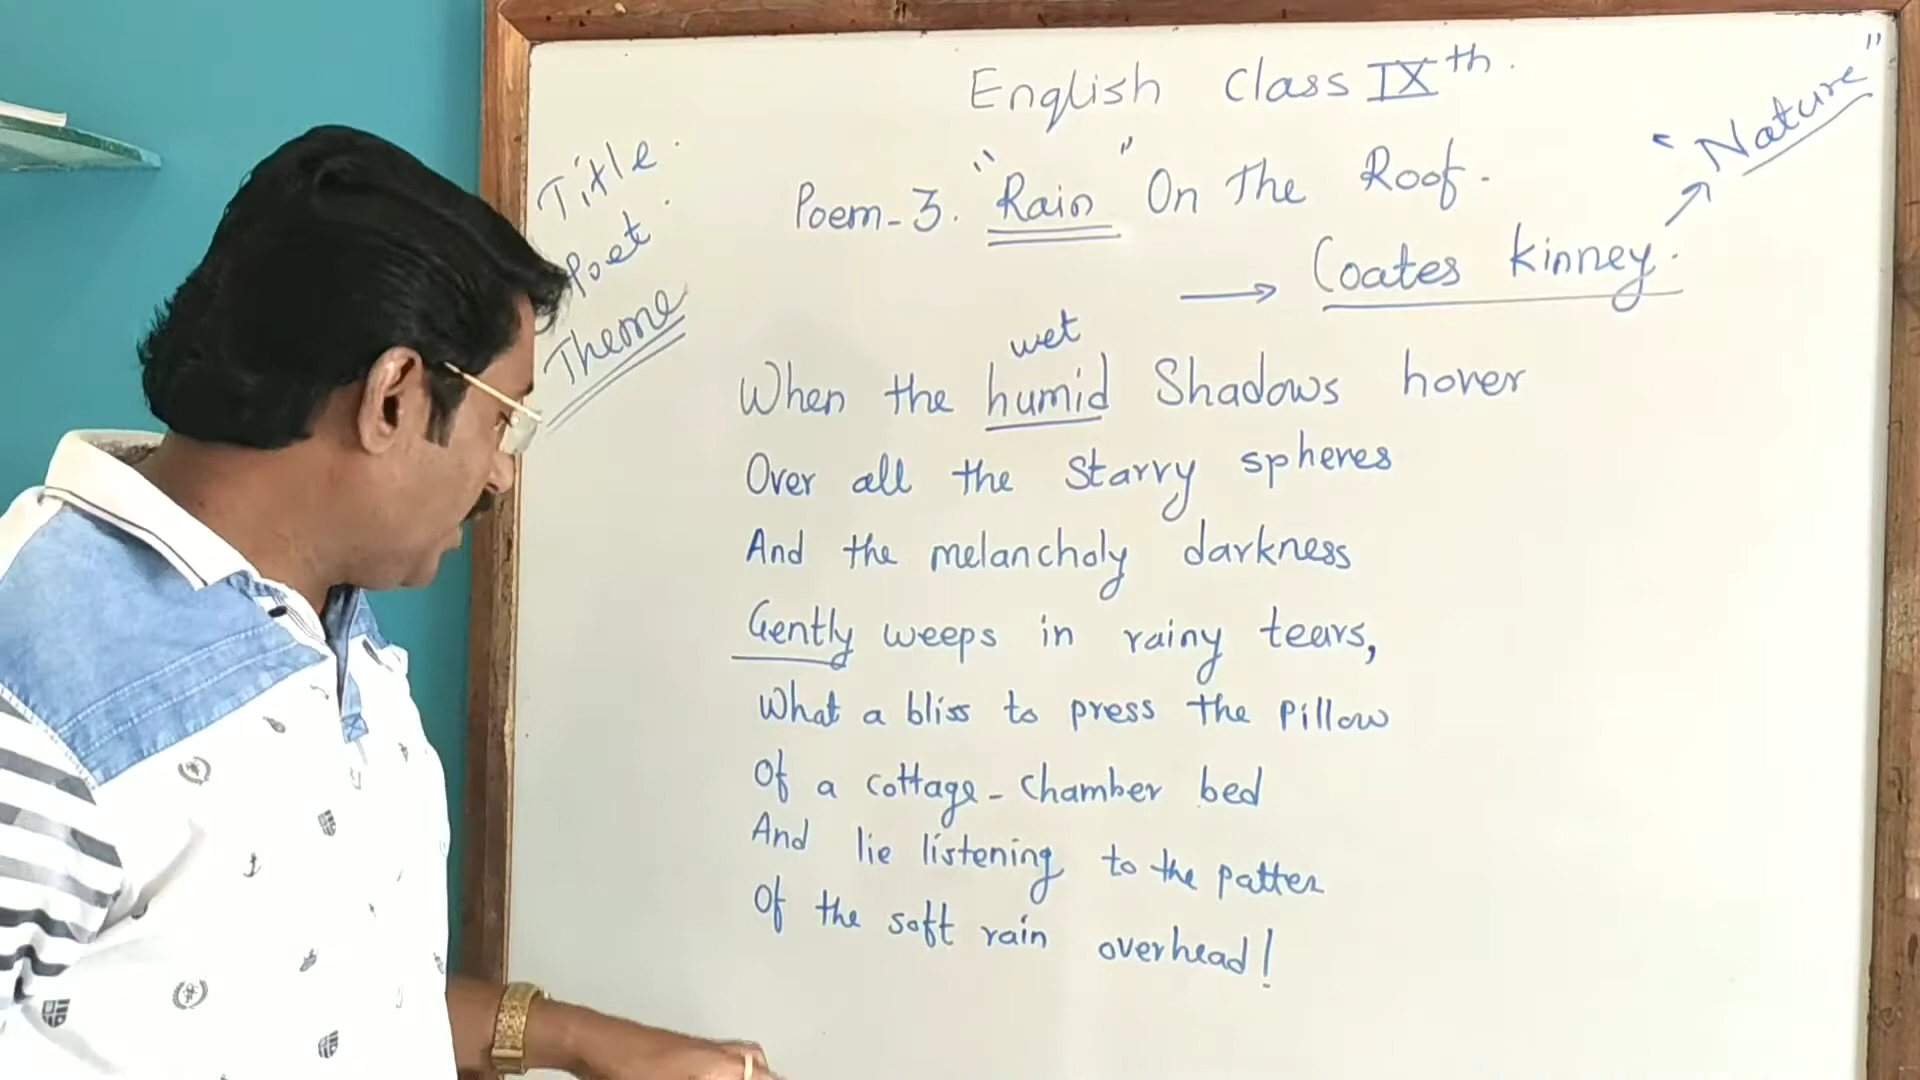 English Class IXth.
Poem-3. "Rain" On The Roof.
→ Coates kinney.
"Nature"
Title.
Poet.
Theme
wet
When the humid Shadows hover
Over all the starry spheres
And the melancholy darkness
Gently weeps in rainy tears,
What a bliss to press the pillow
Of a cottage-chamber bed
And lie listening to the patter
Of the soft rain overhead!